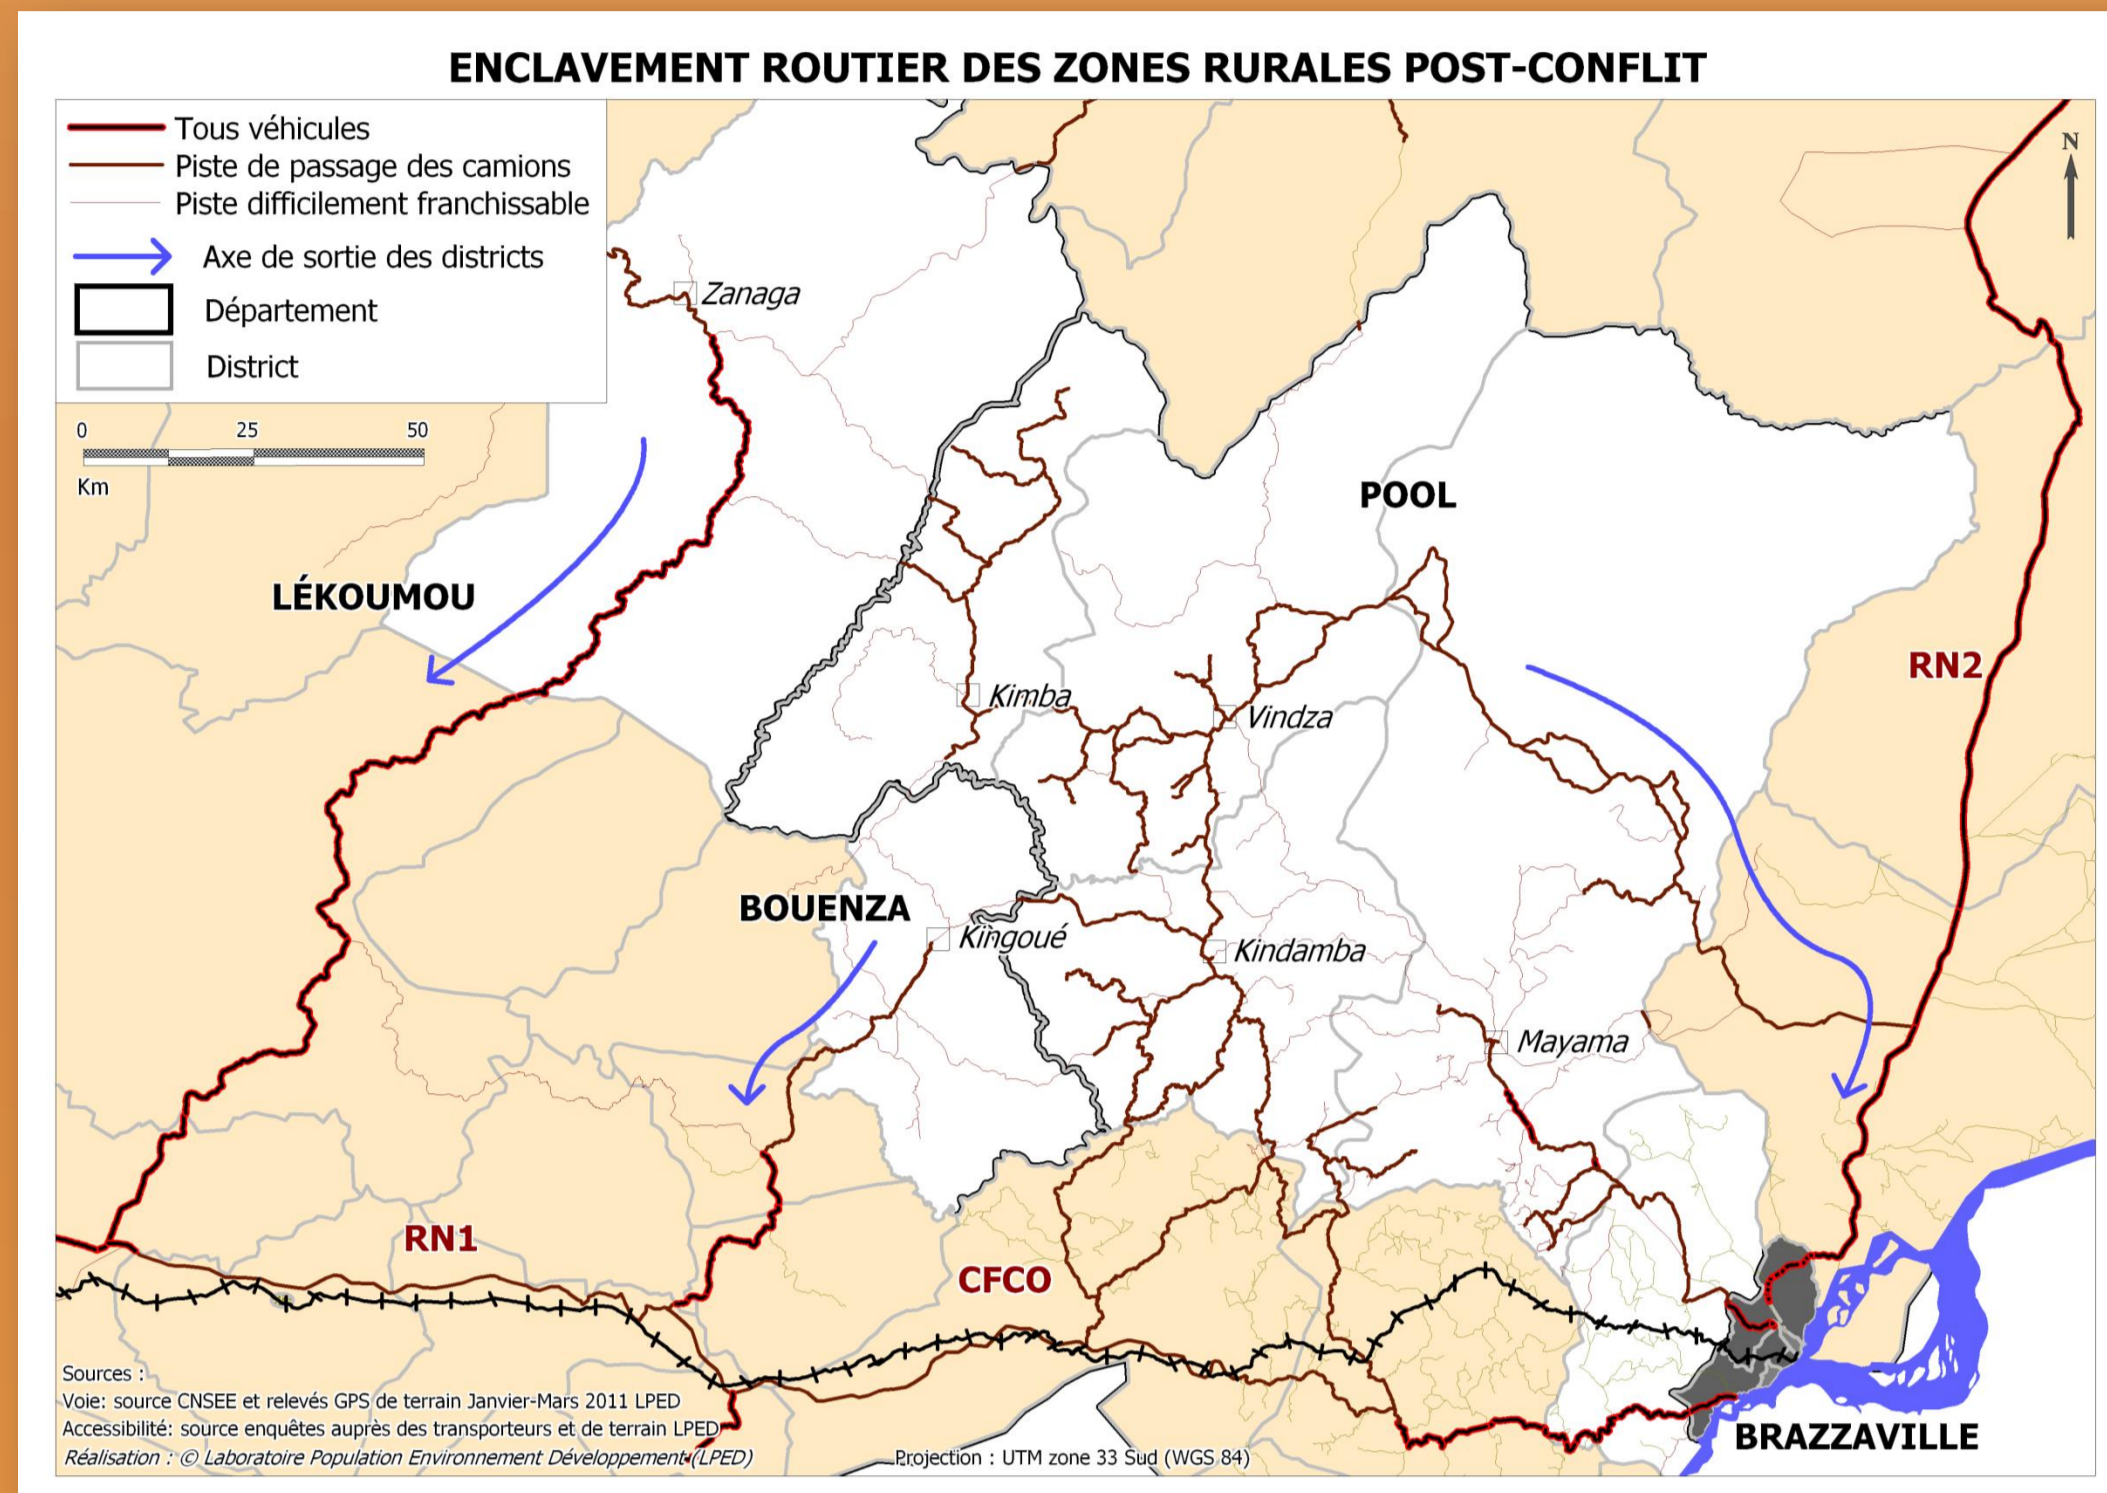 ENCLAVEMENT ROUTIER DES ZONES RURALES POST-CONFLIT
Tous véhicules
Piste de passage des camions
Piste difficilement franchissable
Axe de sortie des districts
Département
District
N
0 25 50
Km
Zanaga
POOL
LÉKOUMOU
RN2
Kimba
Vindza
BOUENZA
Kingoué
Kindamba
Mayama
RN1
CFCO
BRAZZAVILLE
Sources :
Voie: source CNSEE et relevés GPS de terrain Janvier-Mars 2011 LPED
Accessibilité: source enquêtes auprès des transporteurs et de terrain LPED
Réalisation : © Laboratoire Population Environnement Développement (LPED)
Projection : UTM zone 33 Sud (WGS 84)